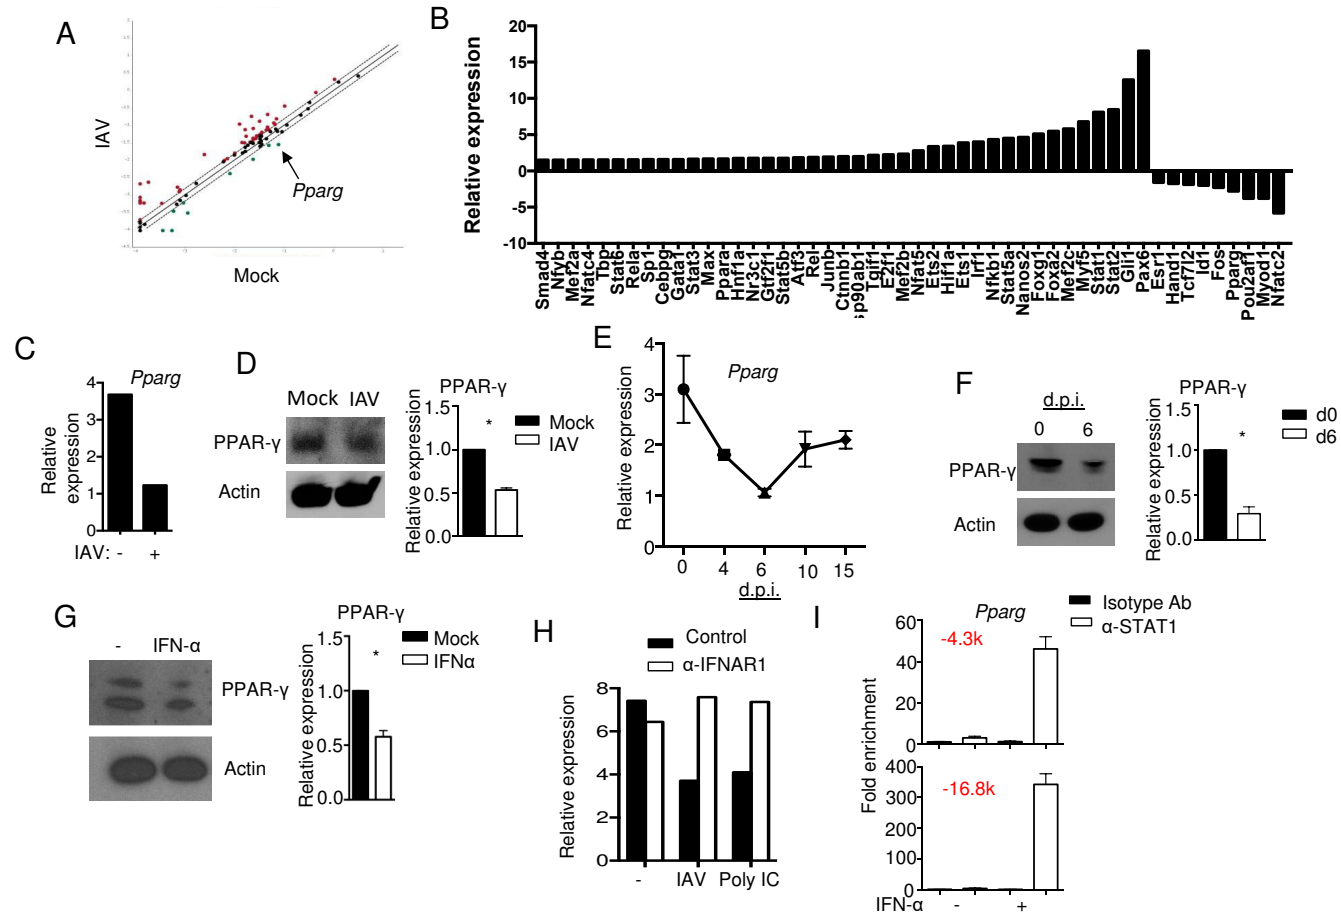 A
IAV
Pparg
Mock
B
Relative expression
20
15
10
5
0
-5
-10
Smad4
Nfyb
Mef2a
Nfatc4
Tbp
Stat6
Rela
Sp1
Cebpg
Gata1
Stat3
Max
Ppara
Hnf1a
Nr3c1
Gtf2f1
Stat5b
Atf3
Rel
Junb
Ctnnb1
sp90ab1
Tgif1
E2f1
Mef2b
Nfat5
Ets2
Hif1a
Ets1
Irf1
Nfkb1
Stat5a
Nanos2
Foxg1
Foxa2
Mef2c
Myf5
Stat1
Stat2
Gli1
Pax6
Esr1
Hand1
Tcf7l2
Id1
Fos
Pparg
Pou2af1
Myod1
Nfatc2
C
Pparg
Relative
expression
4
3
2
1
0
IAV: - +
D
Mock IAV
PPAR-γ
Actin
PPAR-γ
Relative expression
1.5
1.0
0.5
0.0
*
Mock
IAV
E
Pparg
Relative expression
4
3
2
1
0
0 4 6 10 15
d.p.i.
F
d.p.i.
0 6
PPAR-γ
Actin
PPAR-γ
Relative expression
1.5
1.0
0.5
0.0
*
d0
d6
G
- IFN-α
PPAR-γ
Actin
PPAR-γ
Relative expression
1.5
1.0
0.5
0.0
*
Mock
IFNα
H
Control
α-IFNAR1
Relative expression
8
6
4
2
0
- IAV Poly IC
I
Isotype Ab
α-STAT1
Pparg
Fold enrichment
60
40
20
0
-4.3k
400
300
200
100
0
-16.8k
IFN-α - +